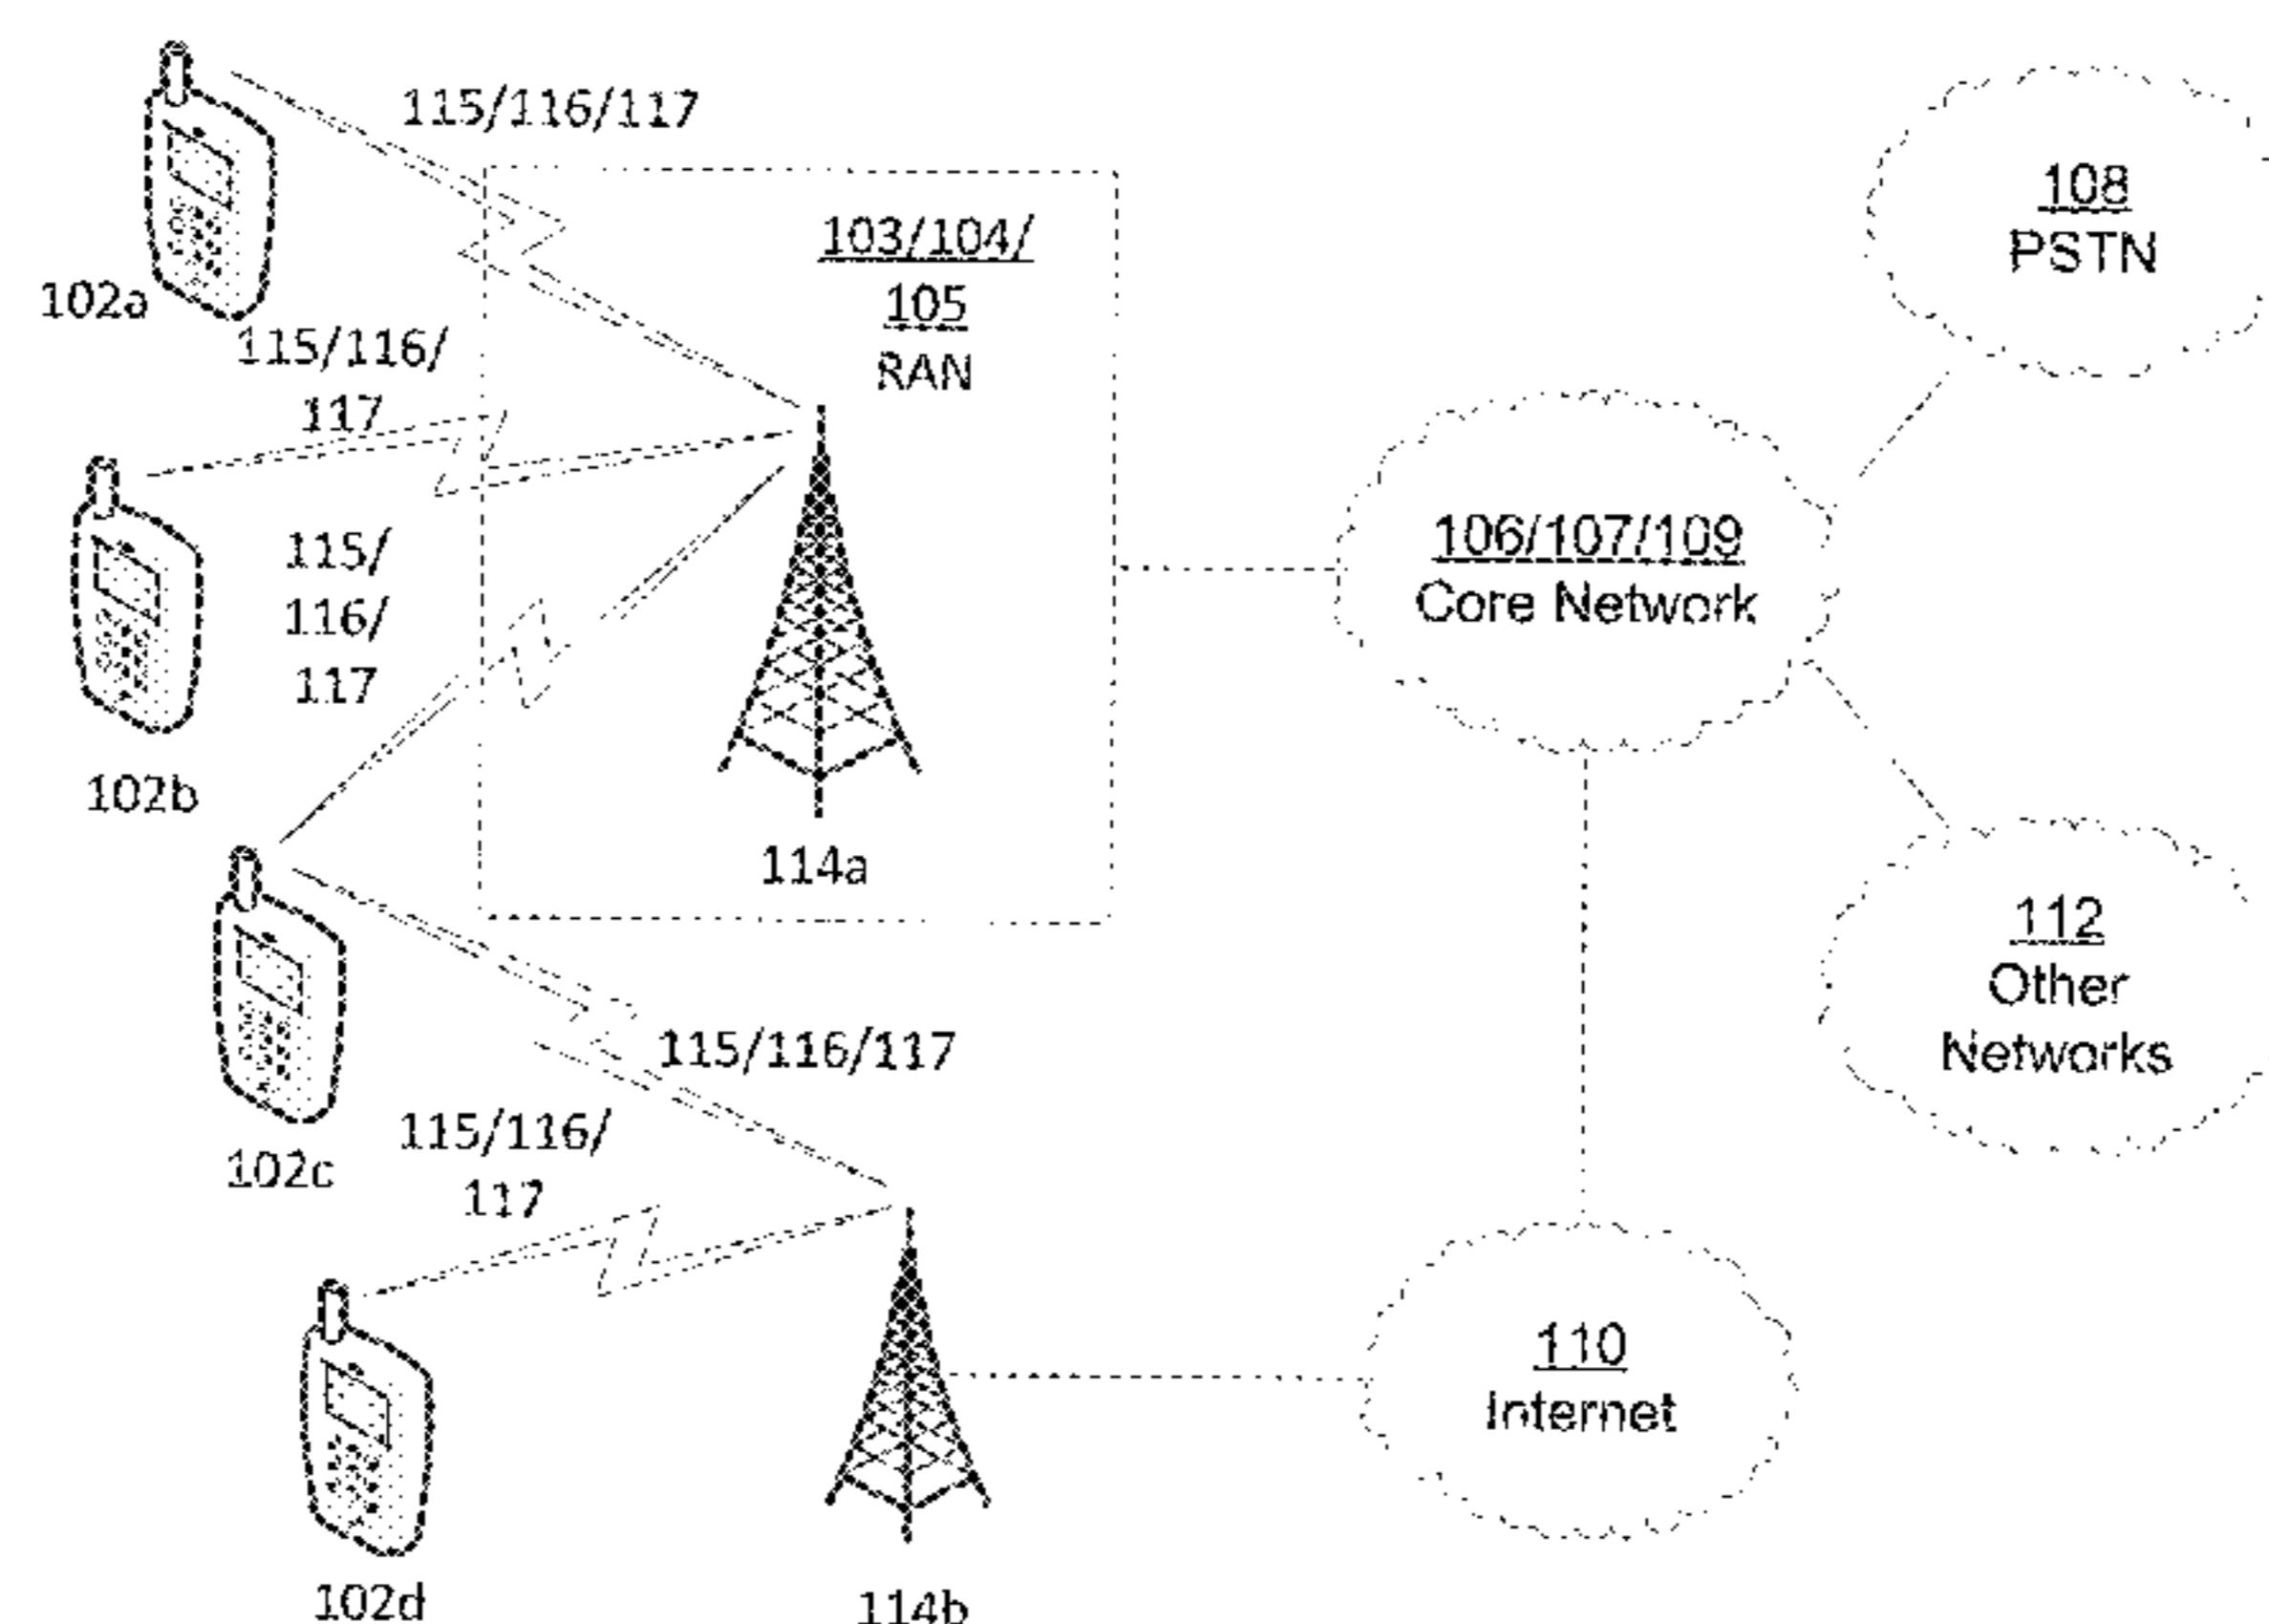 115/116/117
108
PSTN
103/104/
105
RAN
102a
115/116/
117
106/107/109
Core Network
115/
116/
117
102b
114a
112
Other
Networks
115/116/117
115/116/
117
102c
110
Internet
102d
114b